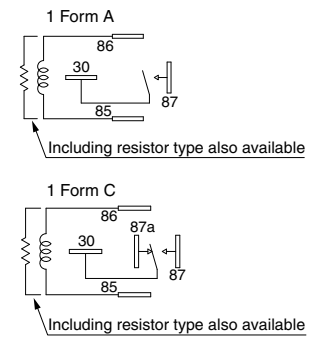 1 Form A
86
30
87
85
Including resistor type also available
1 Form C
86
87a
30
87
85
Including resistor type also available